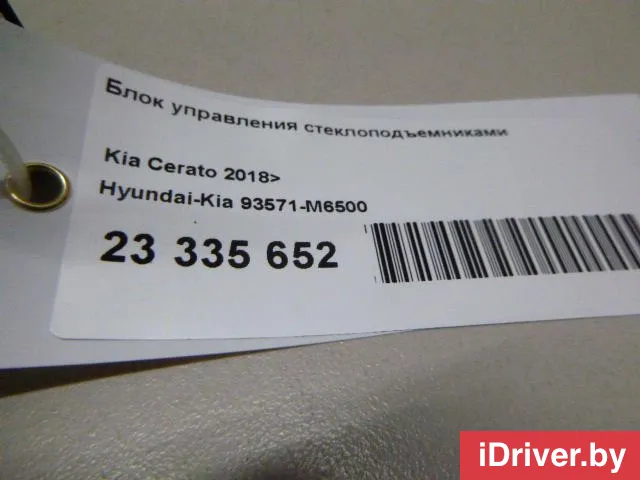 Блок управления стеклоподъемниками
Kia Cerato 2018>
Hyundai-Kia 93571-M6500
23 335 652
iDriver.by